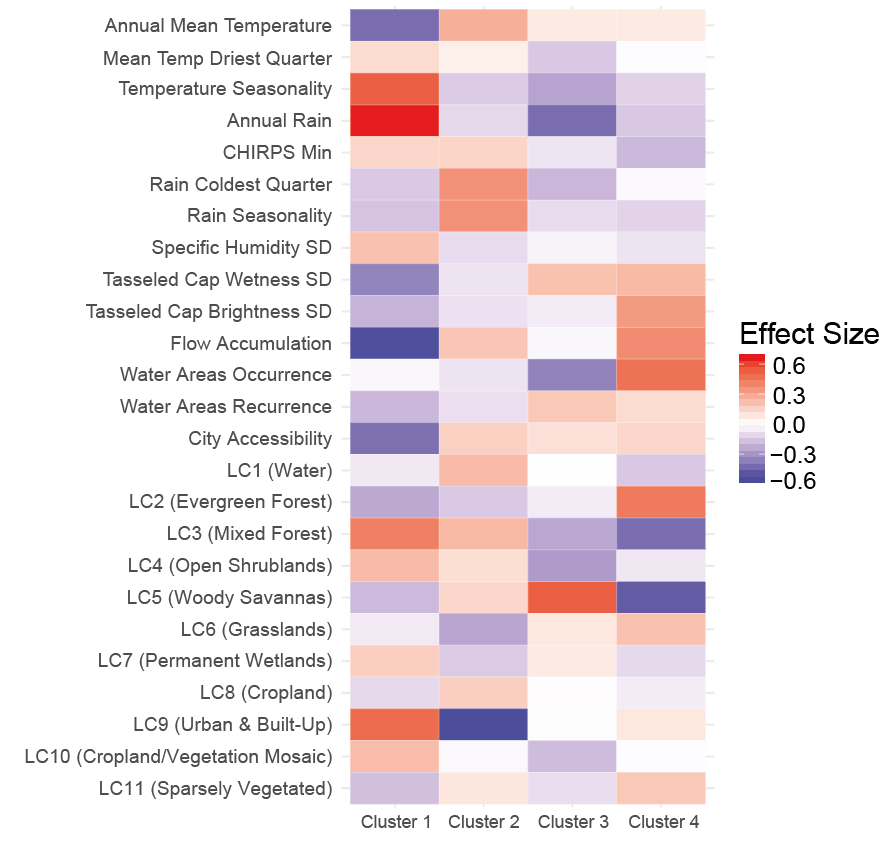 Annual Mean Temperature
Mean Temp Driest Quarter
Temperature Seasonality
Annual Rain
CHIRPS Min
Rain Coldest Quarter
Rain Seasonality
Specific Humidity SD
Tasseled Cap Wetness SD
Tasseled Cap Brightness SD
Flow Accumulation
Water Areas Occurrence
Water Areas Recurrence
City Accessibility
LC1 (Water)
LC2 (Evergreen Forest)
LC3 (Mixed Forest)
LC4 (Open Shrublands)
LC5 (Woody Savannas)
LC6 (Grasslands)
LC7 (Permanent Wetlands)
LC8 (Cropland)
LC9 (Urban & Built-Up)
LC10 (Cropland/Vegetation Mosaic)
LC11 (Sparsely Vegetated)
Cluster 1 Cluster 2 Cluster 3 Cluster 4
Effect Size
0.6
0.3
0.0
−0.3
−0.6